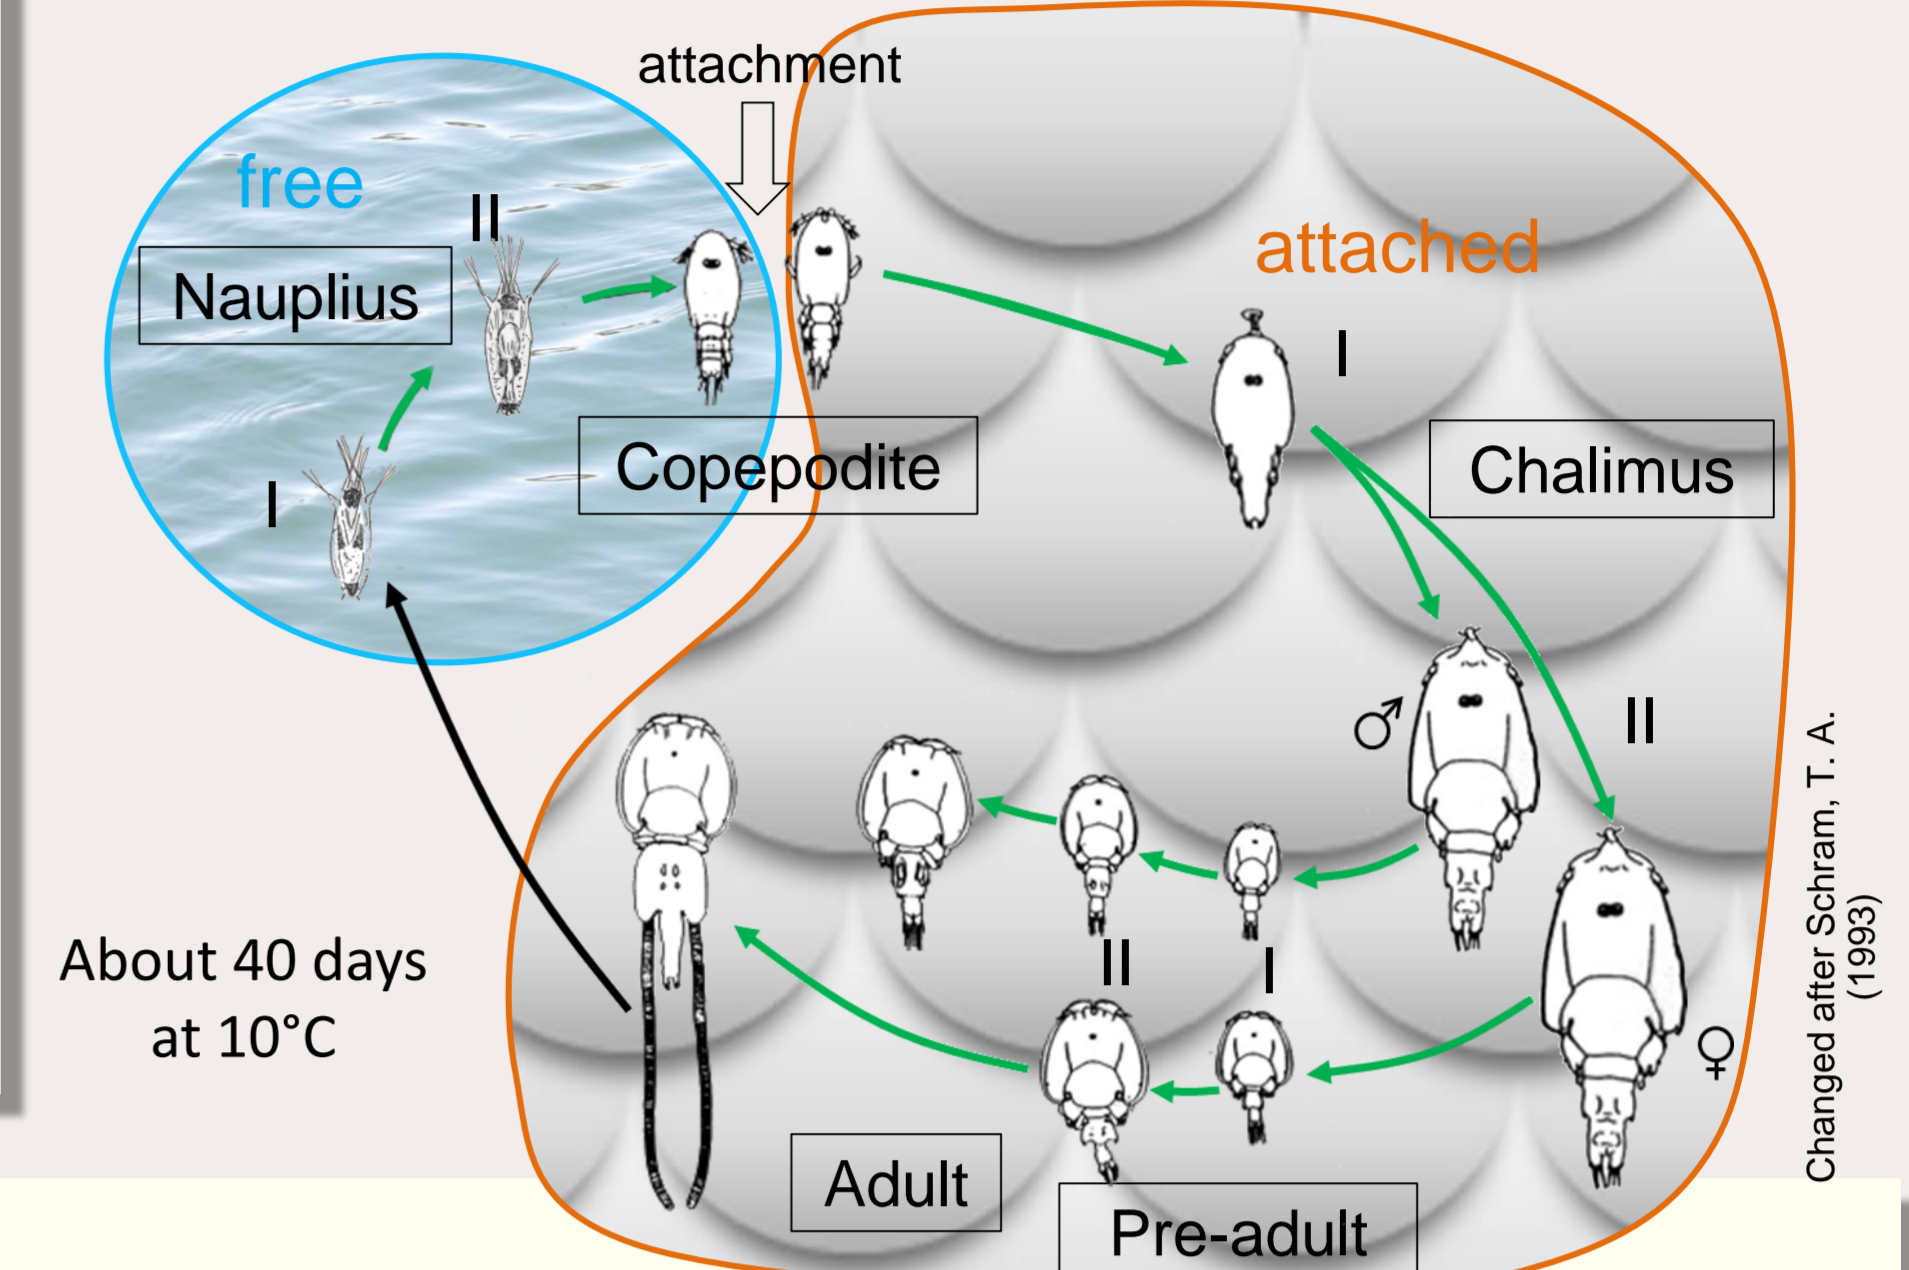 attachment
free
II
Nauplius
attached
I
Copepodite
Chalimus
I
♂
II
About 40 days
at 10°C
II
I
♀
Adult
Pre-adult
Changed after Schram, T. A.
(1993)